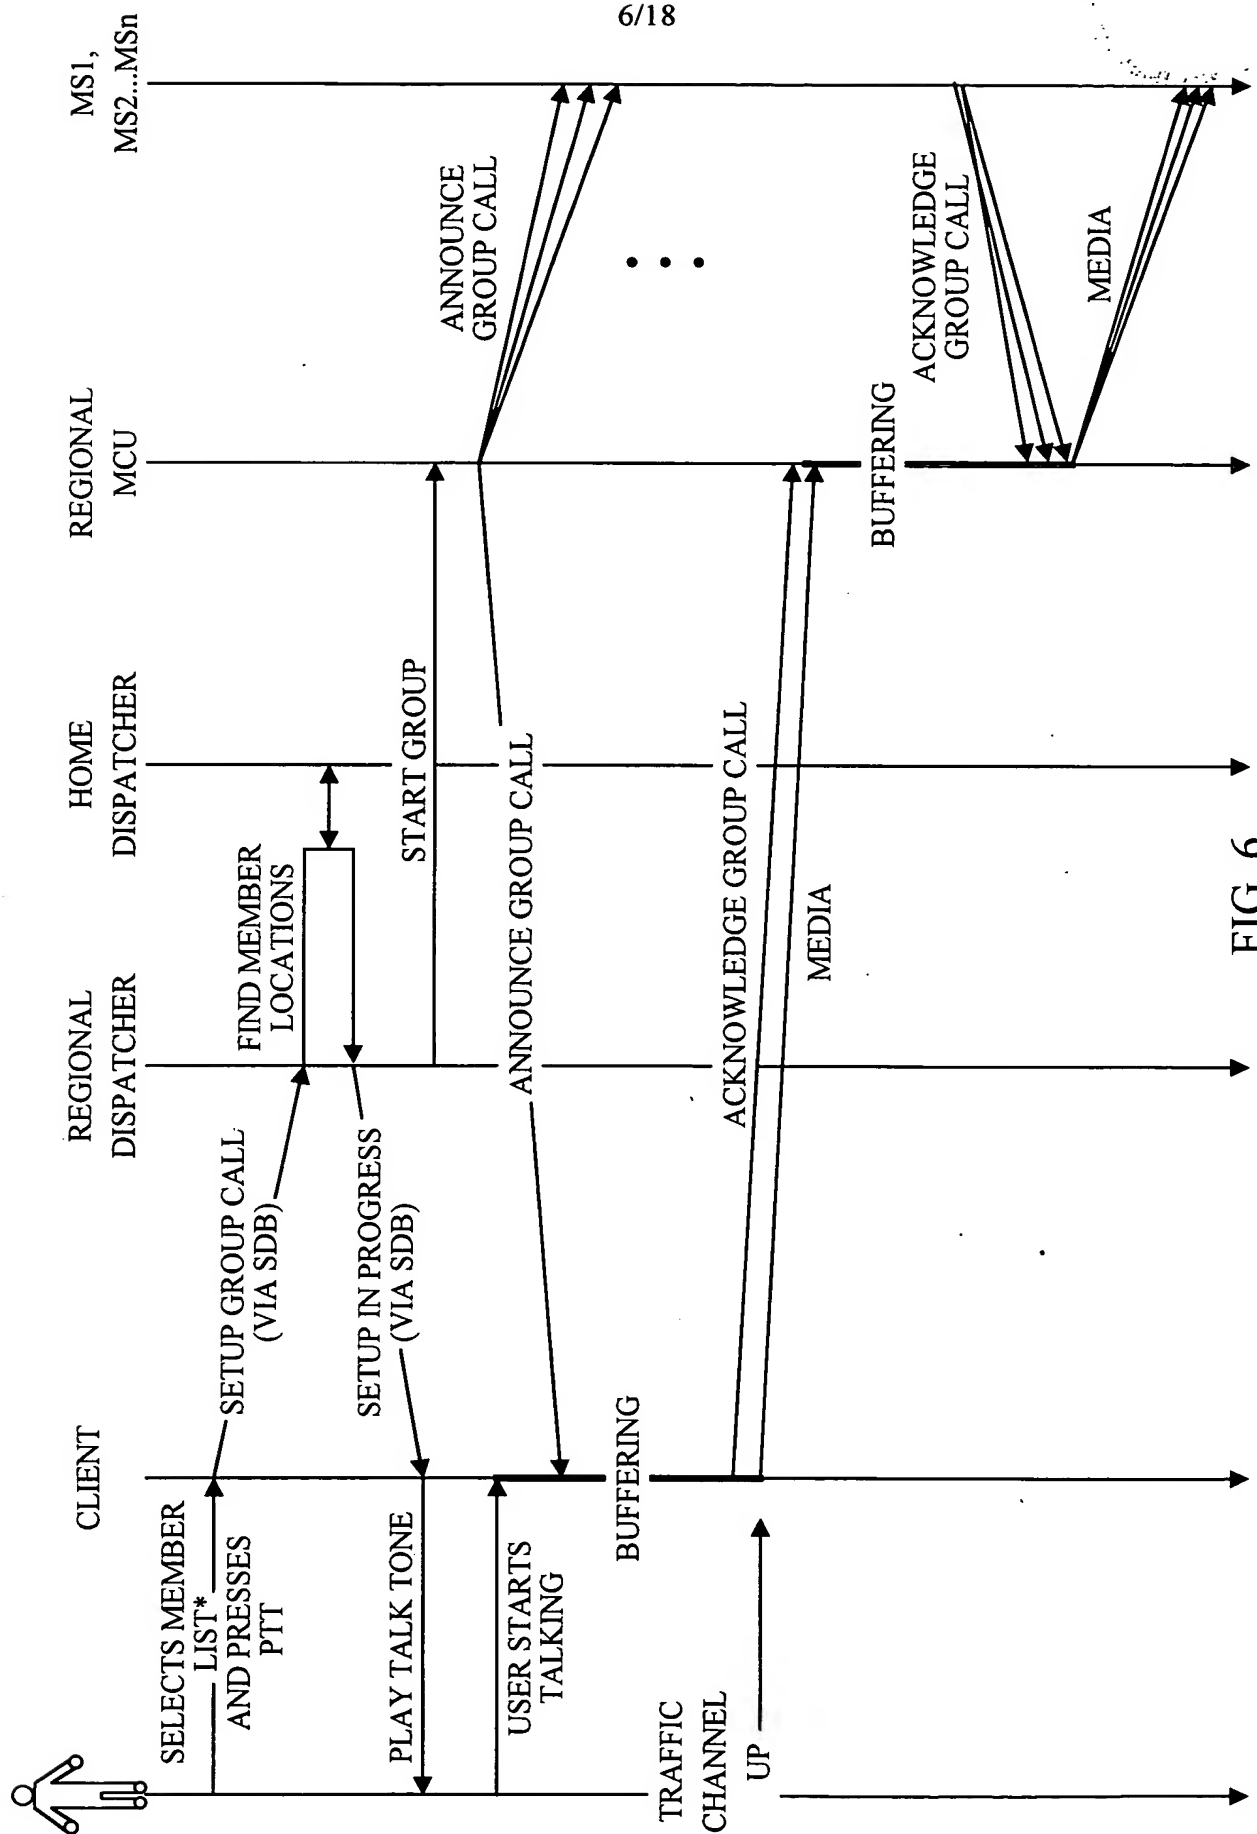 6/18
CLIENT
REGIONAL
DISPATCHER
HOME
DISPATCHER
REGIONAL
MCU
MS1,
MS2...MSn
SELECTS MEMBER
LIST*
AND PRESSES
PTT
SETUP GROUP CALL
(VIA SDB)
FIND MEMBER
LOCATIONS
SETUP IN PROGRESS
(VIA SDB)
PLAY TALK TONE
START GROUP
ANNOUNCE
GROUP CALL
ANNOUNCE GROUP CALL
USER STARTS
TALKING
BUFFERING
TRAFFIC
CHANNEL
UP
ACKNOWLEDGE GROUP CALL
MEDIA
BUFFERING
ACKNOWLEDGE
GROUP CALL
MEDIA
FIG. 6